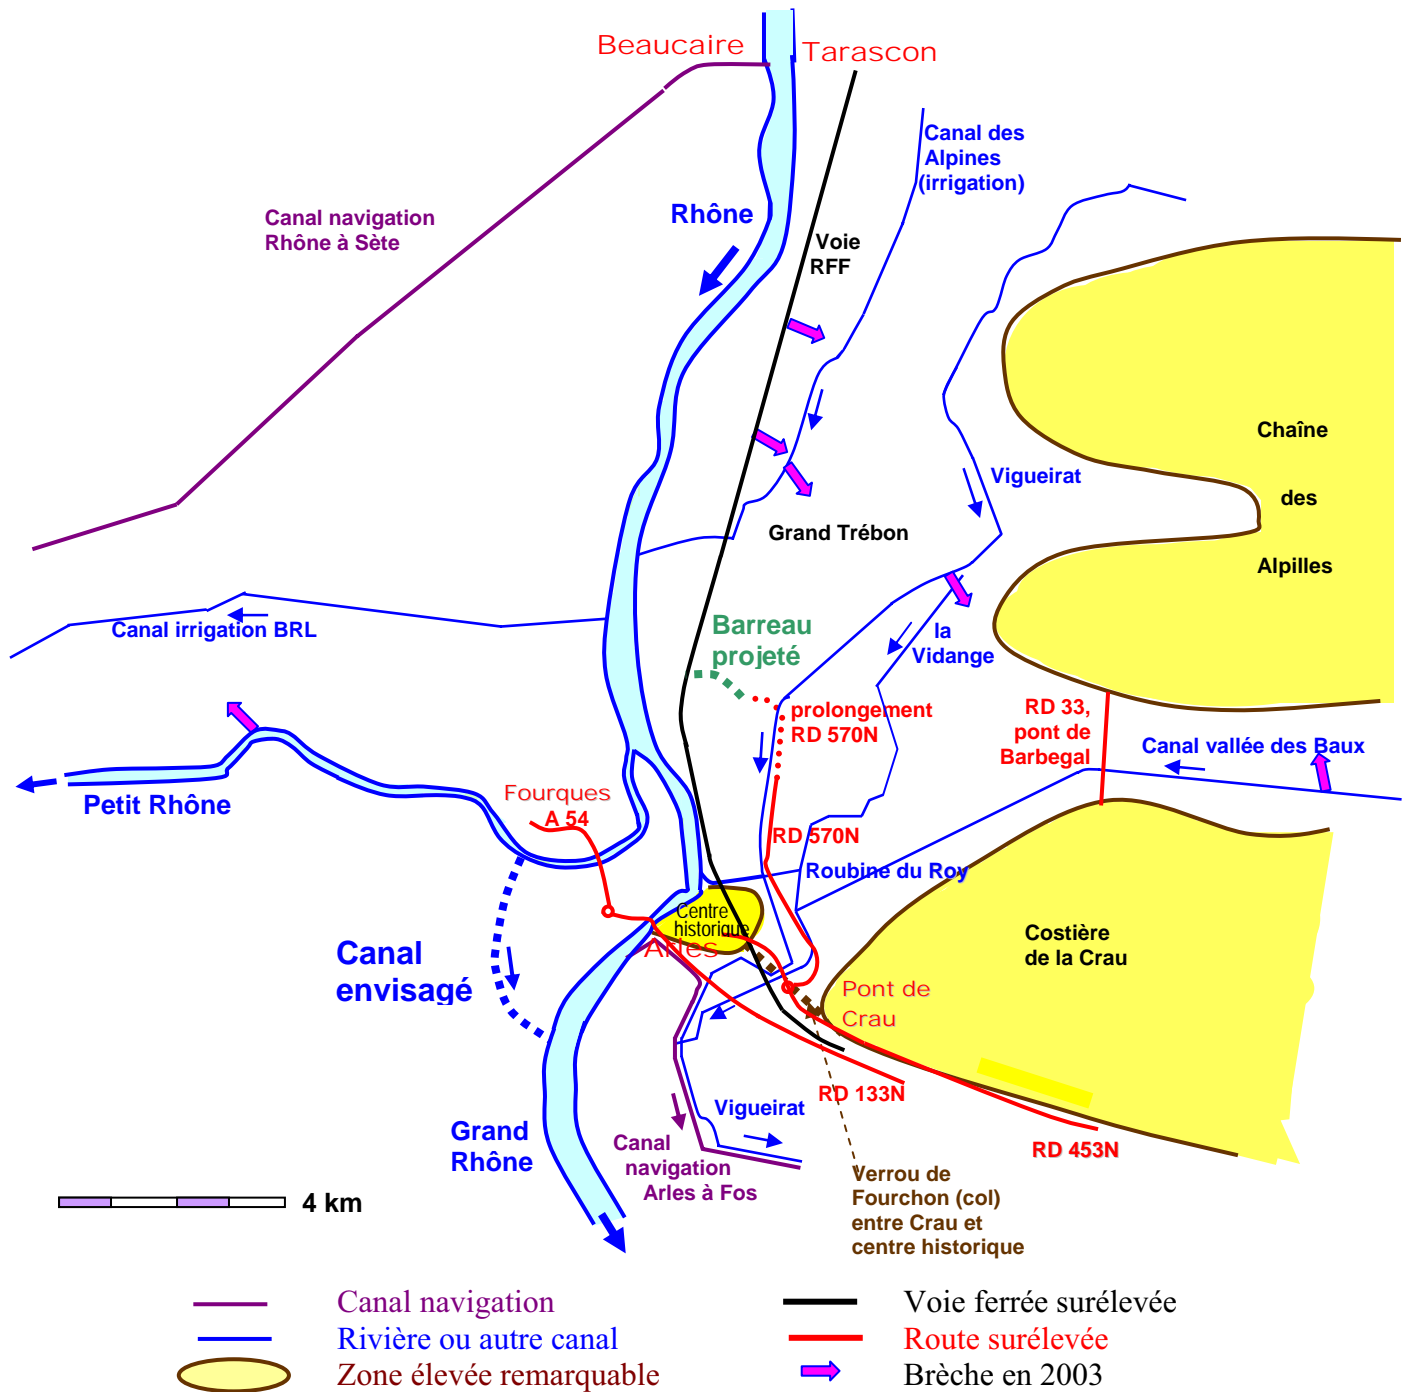 Beaucaire
Tarascon
Canal des
Alpines
(irrigation)
Canal navigation
Rhône à Sète
Rhône
Voie
RFF
Chaîne
des
Alpilles
Vigueirat
Grand Trébon
Canal irrigation BRL
Barreau
projeté
la
Vidange
prolongement
RD 570N
RD 33,
pont de
Barbegal
Canal vallée des Baux
Petit Rhône
Fourques
A 54
RD 570N
Roubine du Roy
Centre
historique
Arles
Canal
envisagé
Costière
de la Crau
Pont de
Crau
RD 133N
Vigueirat
Grand
Rhône
Canal
navigation
Arles à Fos
RD 453N
Verrou de
Fourchon (col)
entre Crau et
centre historique
4 km
Canal navigation
Rivière ou autre canal
Zone élevée remarquable
Voie ferrée surélevée
Route surélevée
Brèche en 2003